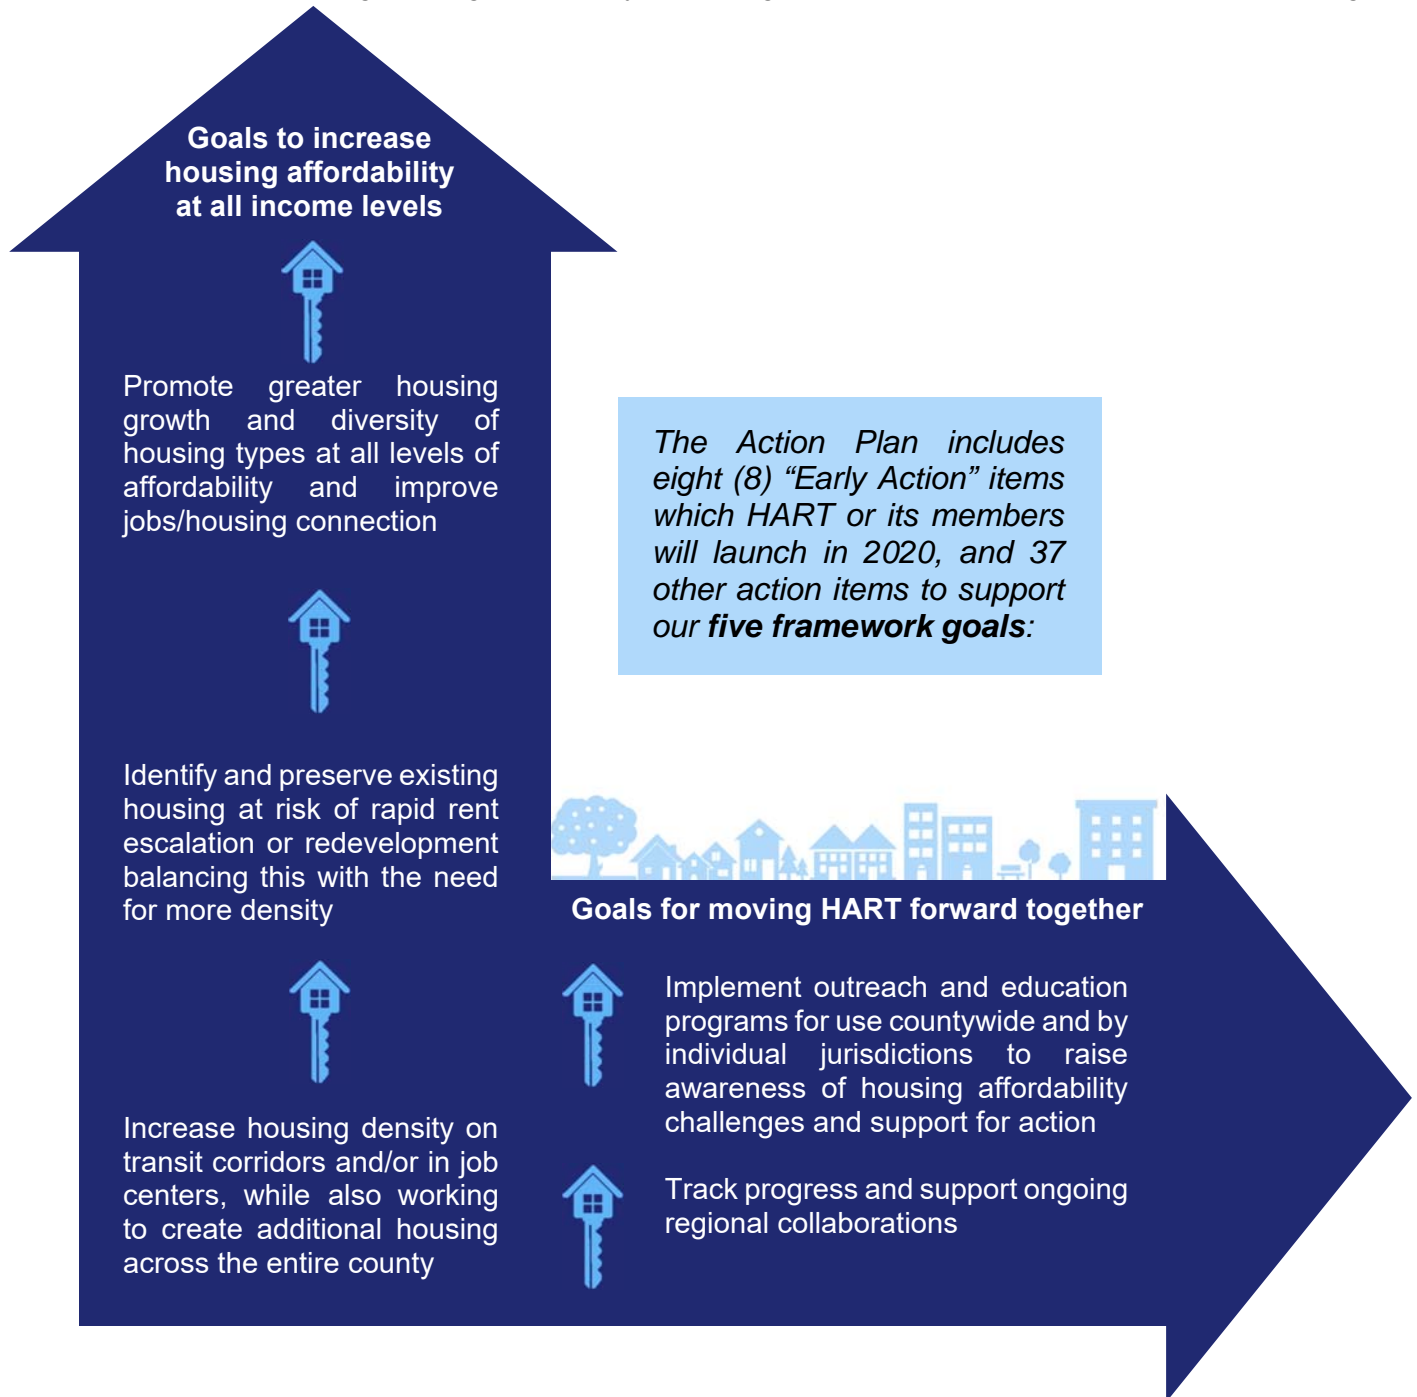 Goals to increase
housing affordability
at all income levels
Promote greater housing
growth and diversity of
housing types at all levels of
affordability and improve
jobs/housing connection
Identify and preserve existing
housing at risk of rapid rent
escalation or redevelopment
balancing this with the need
for more density
Increase housing density on
transit corridors and/or in job
centers, while also working
to create additional housing
across the entire county
The Action Plan includes
eight (8) “Early Action” items
which HART or its members
will launch in 2020, and 37
other action items to support
our five framework goals:
Goals for moving HART forward together
Implement outreach and education
programs for use countywide and by
individual jurisdictions to raise
awareness of housing affordability
challenges and support for action
Track progress and support ongoing
regional collaborations